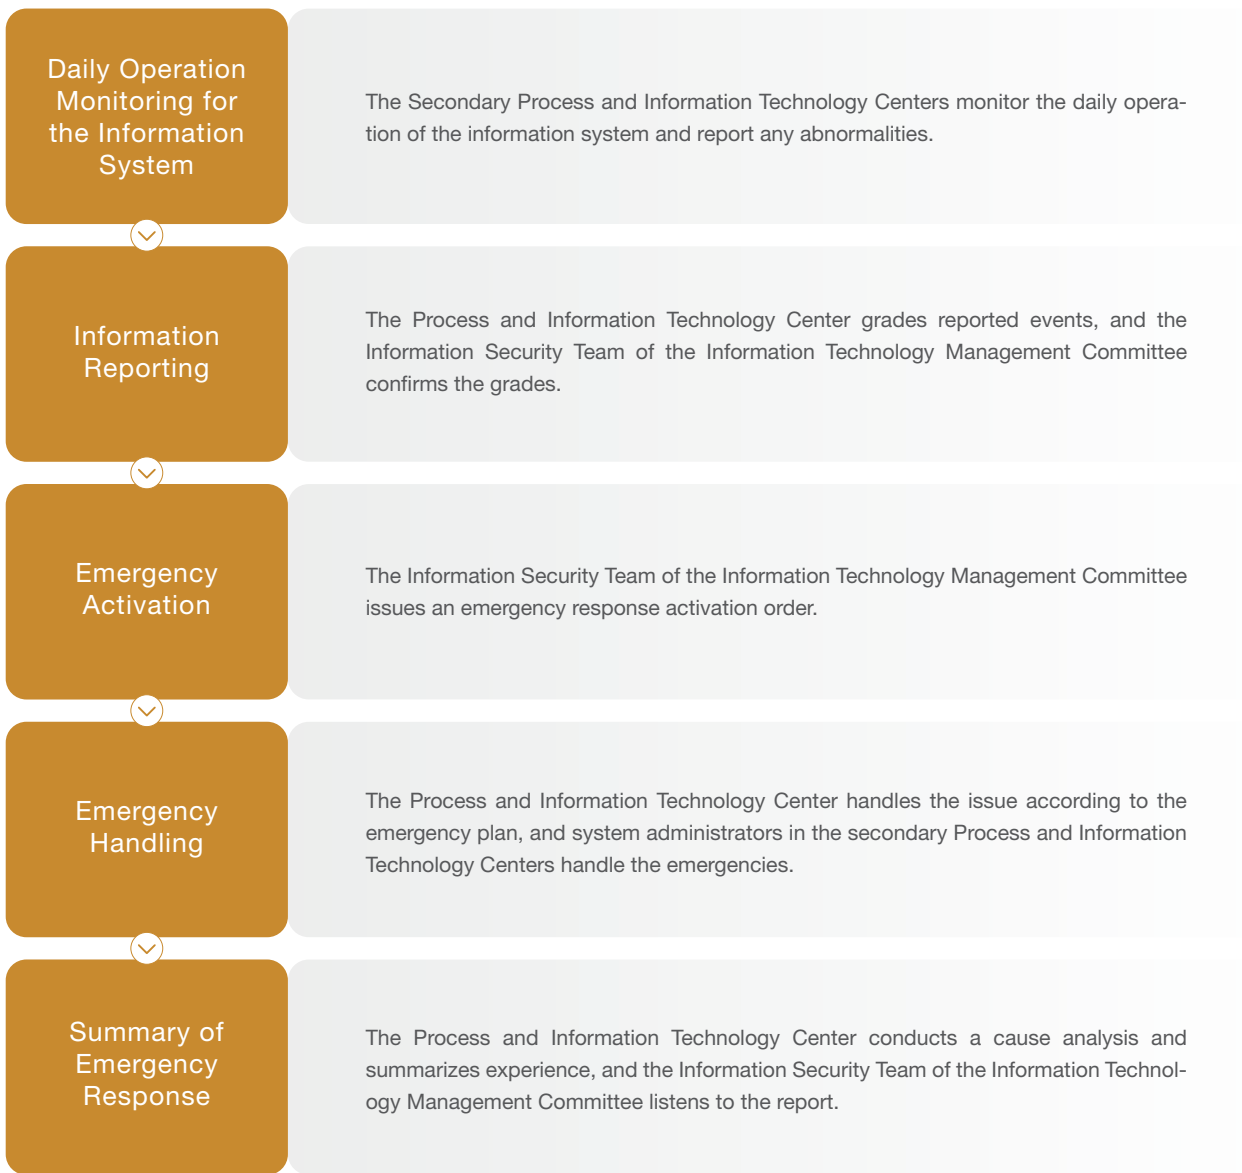 Daily Operation
Monitoring for
the Information
System
The Secondary Process and Information Technology Centers monitor the daily opera-
tion of the information system and report any abnormalities.
Information
Reporting
The Process and Information Technology Center grades reported events, and the
Information Security Team of the Information Technology Management Committee
confirms the grades.
Emergency
Activation
The Information Security Team of the Information Technology Management Committee
issues an emergency response activation order.
Emergency
Handling
The Process and Information Technology Center handles the issue according to the
emergency plan, and system administrators in the secondary Process and Information
Technology Centers handle the emergencies.
Summary of
Emergency
Response
The Process and Information Technology Center conducts a cause analysis and
summarizes experience, and the Information Security Team of the Information Technol-
ogy Management Committee listens to the report.